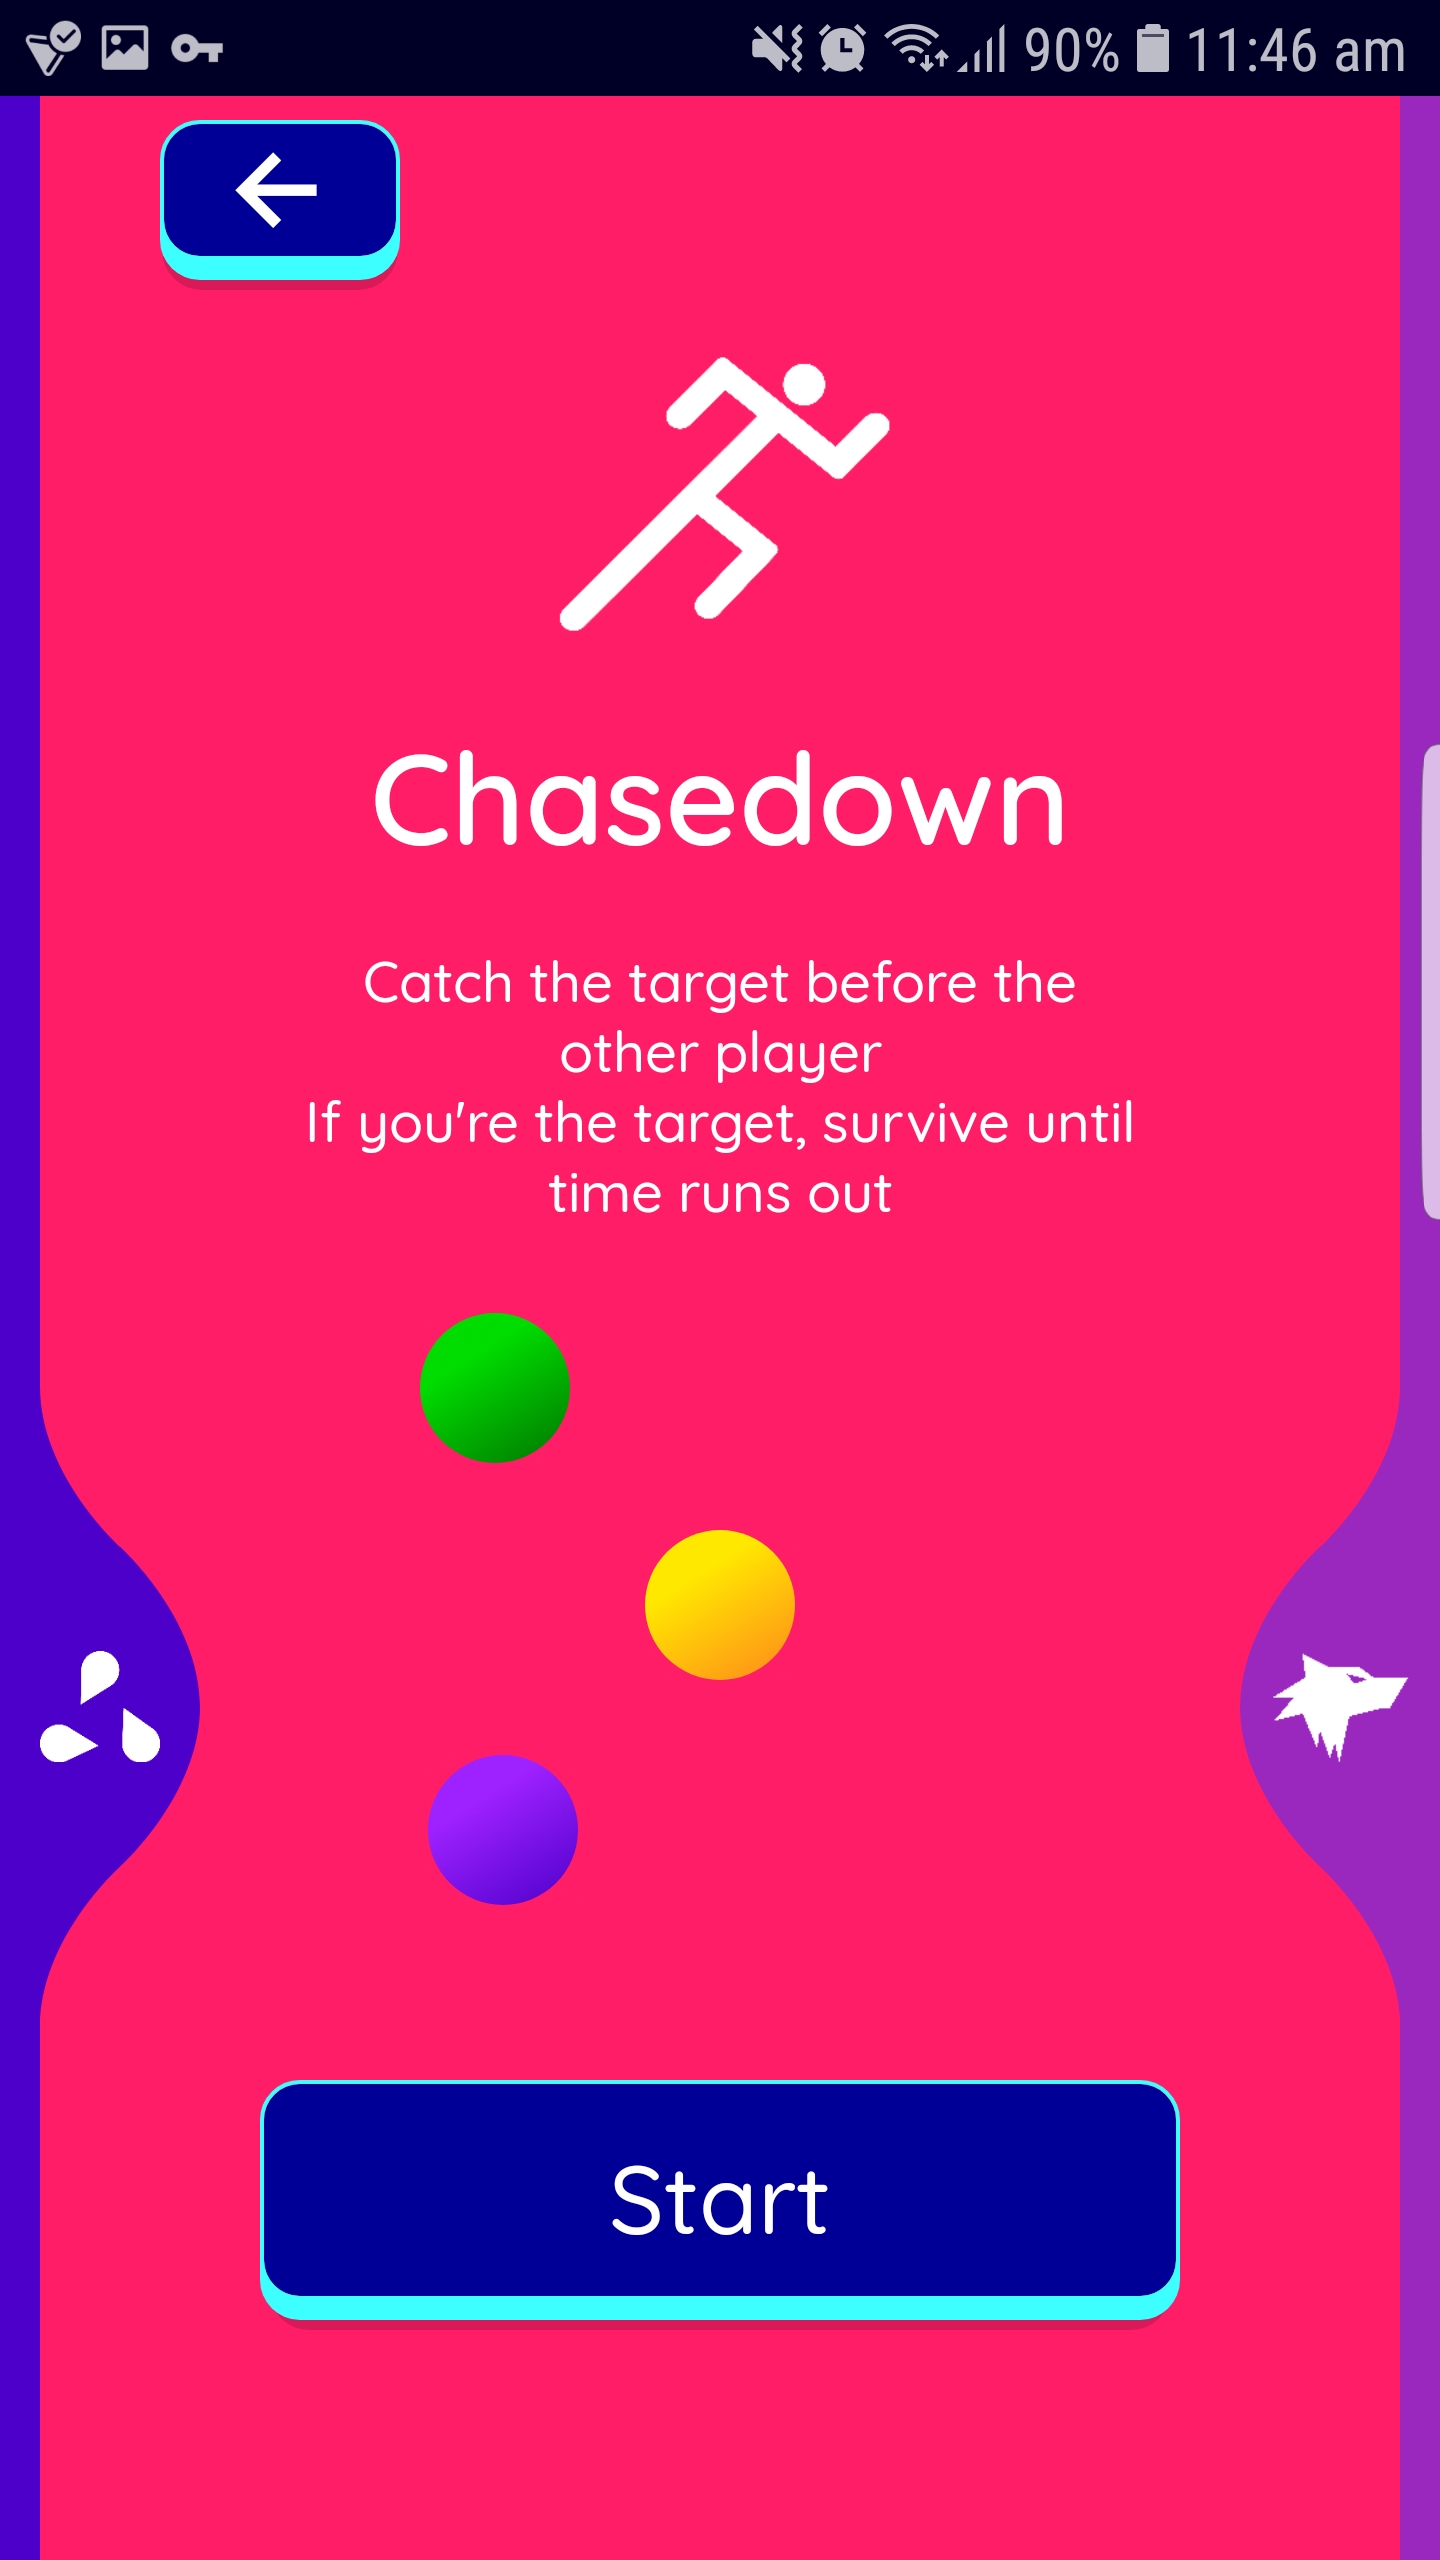 90% 11:46 am
Chasedown
Catch the target before the
other player
If you're the target, survive until
time runs out
Start